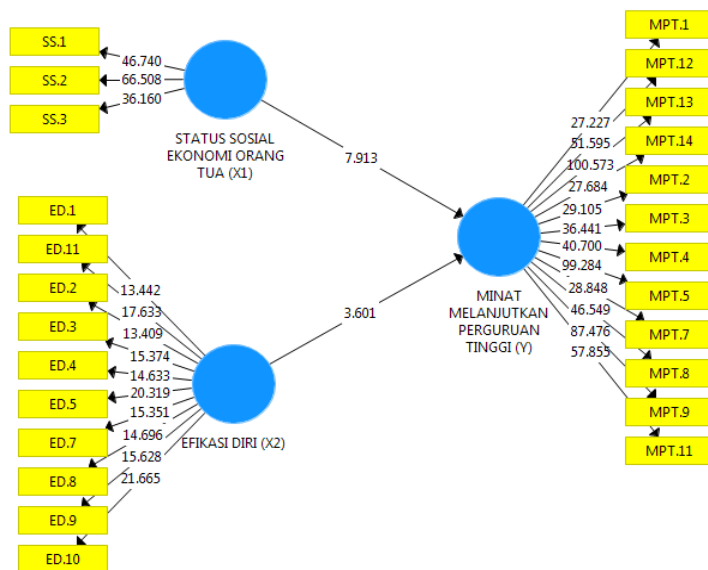 SS.1
SS.2
SS.3
46.740
66.508
36.160
STATUS SOSIAL
EKONOMI ORANG
TUA (X1)
7.913
ED.1
ED.11
ED.2
ED.3
ED.4
ED.5
ED.7
ED.8
ED.9
ED.10
13.442
17.633
13.409
15.374
14.633
20.319
15.351
14.696
15.628
21.665
EFIKASI DIRI (X2)
3.601
MINAT
MELANJUTKAN
PERGURUAN
TINGGI (Y)
27.227
51.595
100.573
27.684
29.105
36.441
40.700
99.284
28.848
46.549
87.476
57.855
MPT.1
MPT.12
MPT.13
MPT.14
MPT.2
MPT.3
MPT.4
MPT.5
MPT.7
MPT.8
MPT.9
MPT.11